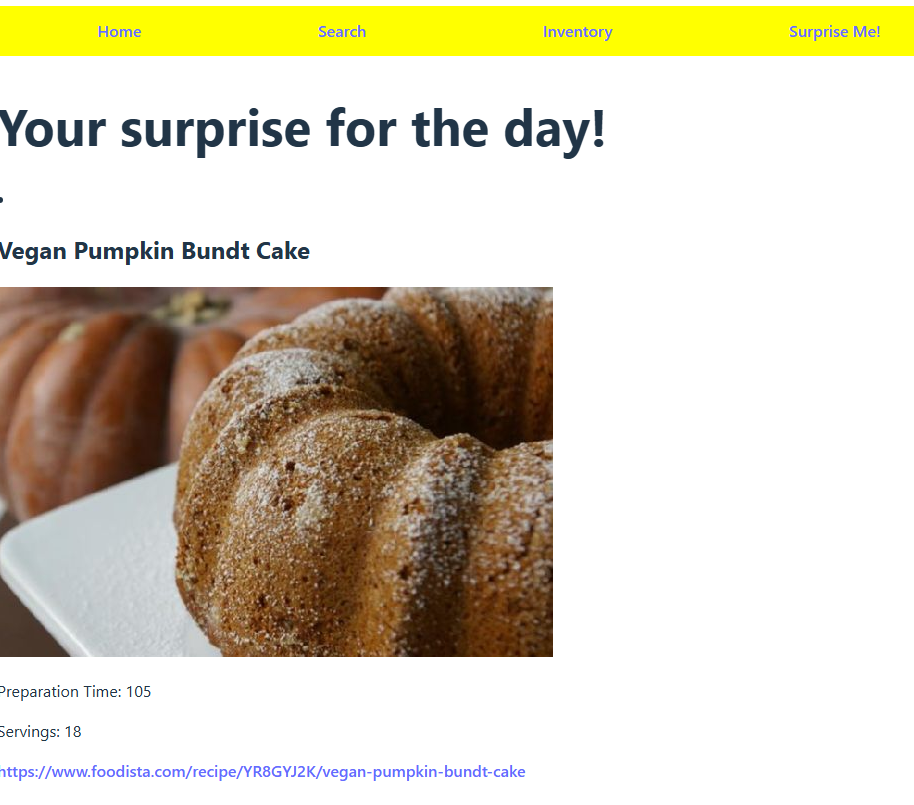 Home Search Inventory Surprise Me!
Your surprise for the day!
Vegan Pumpkin Bundt Cake
Preparation Time: 105
Servings: 18
https://www.foodista.com/recipe/YR8GYJ2K/vegan-pumpkin-bundt-cake